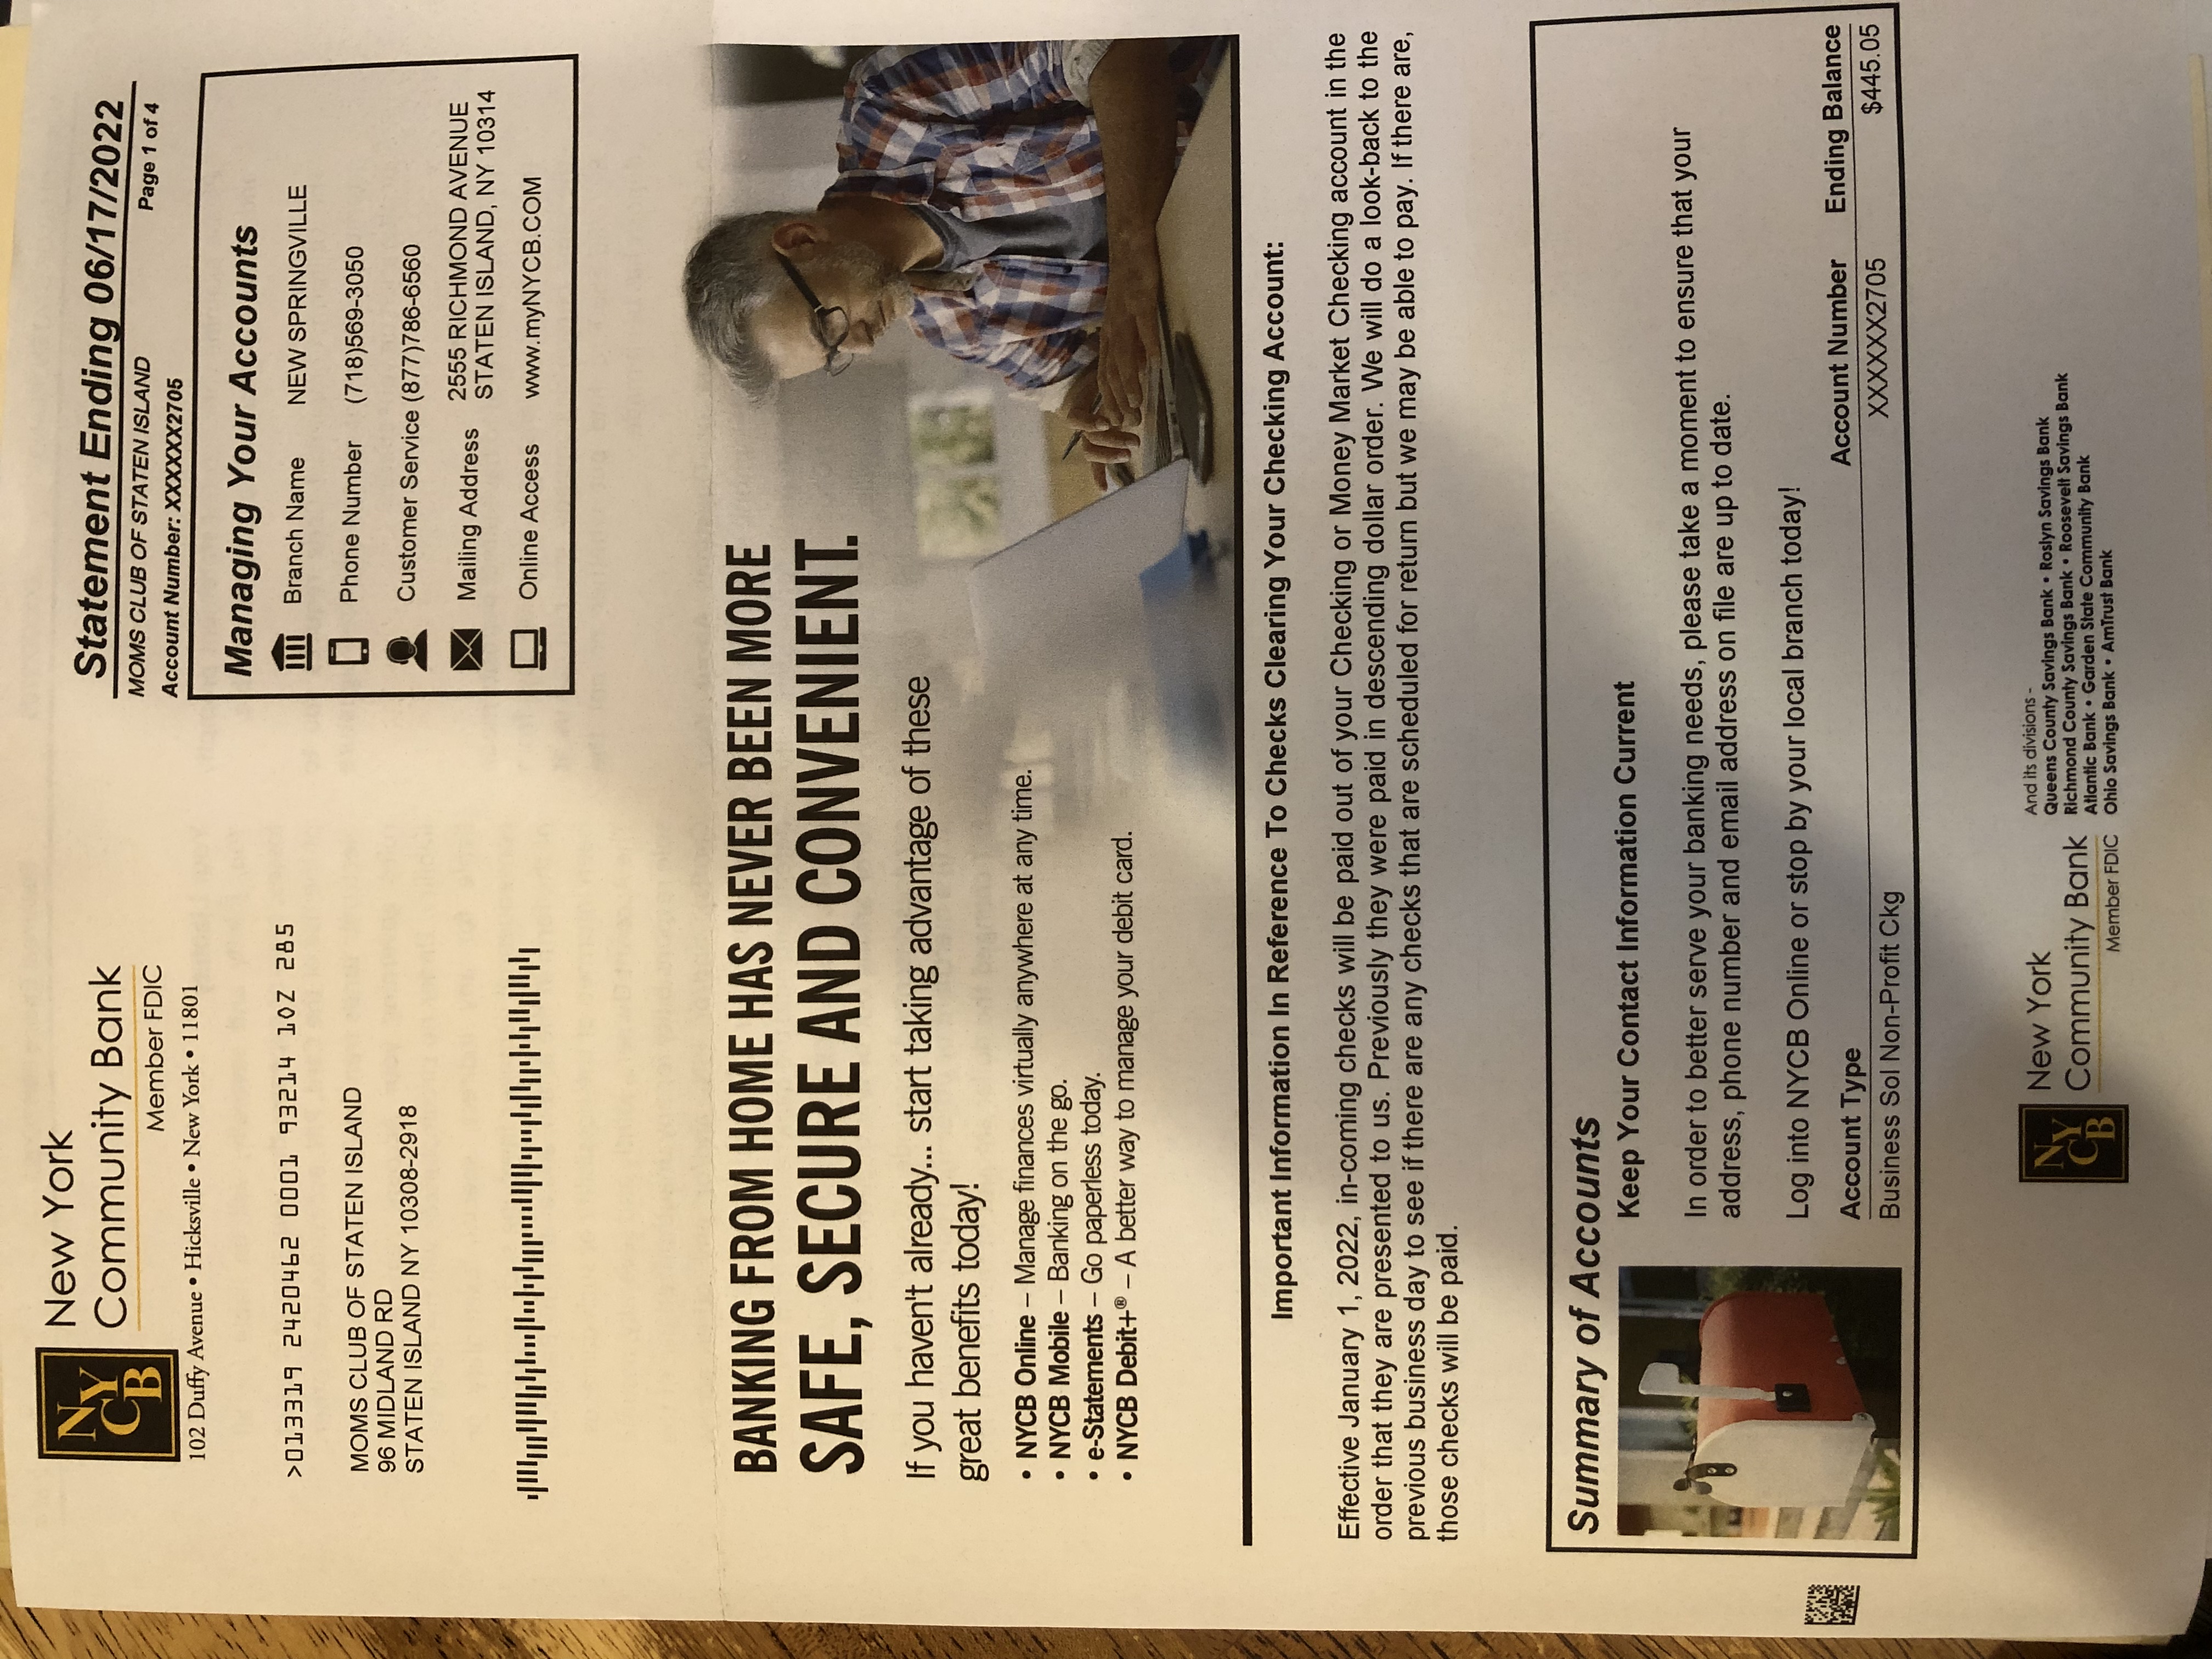 NYCB
New York
Community Bank
Member FDIC
102 Duffy Avenue • Hicksville • New York • 11801
Statement Ending 06/17/2022
MOMS CLUB OF STATEN ISLAND
Page 1 of 4
Account Number: XXXXXX2705
>013319 2420462 0001 93214 10Z 285
MOMS CLUB OF STATEN ISLAND
96 MIDLAND RD
STATEN ISLAND NY 10308-2918
Managing Your Accounts
Branch Name NEW SPRINGVILLE
Phone Number (718)569-3050
Customer Service (877)786-6560
Mailing Address 2555 RICHMOND AVENUE
STATEN ISLAND, NY 10314
Online Access www.myNYCB.COM
BANKING FROM HOME HAS NEVER BEEN MORE
SAFE, SECURE AND CONVENIENT.
If you haven't already... start taking advantage of these
great benefits today!
• NYCB Online – Manage finances virtually anywhere at any time.
• NYCB Mobile – Banking on the go.
• e-Statements – Go paperless today.
• NYCB Debit+® – A better way to manage your debit card.
Important Information In Reference To Checks Clearing Your Checking Account:
Effective January 1, 2022, in-coming checks will be paid out of your Checking or Money Market Checking account in the
order that they are presented to us. Previously they were paid in descending dollar order. We will do a look-back to the
previous business day to see if there are any checks that are scheduled for return but we may be able to pay. If there are,
those checks will be paid.
Summary of Accounts
Keep Your Contact Information Current
In order to better serve your banking needs, please take a moment to ensure that your
address, phone number and email address on file are up to date.
Log into NYCB Online or stop by your local branch today!
Account Type Account Number Ending Balance
Business Sol Non-Profit Ckg XXXXXX2705 $445.05
NYCB
New York
Community Bank
Member FDIC
And its divisions -
Queens County Savings Bank • Roslyn Savings Bank
Richmond County Savings Bank • Roosevelt Savings Bank
Atlantic Bank • Garden State Community Bank
Ohio Savings Bank • AmTrust Bank